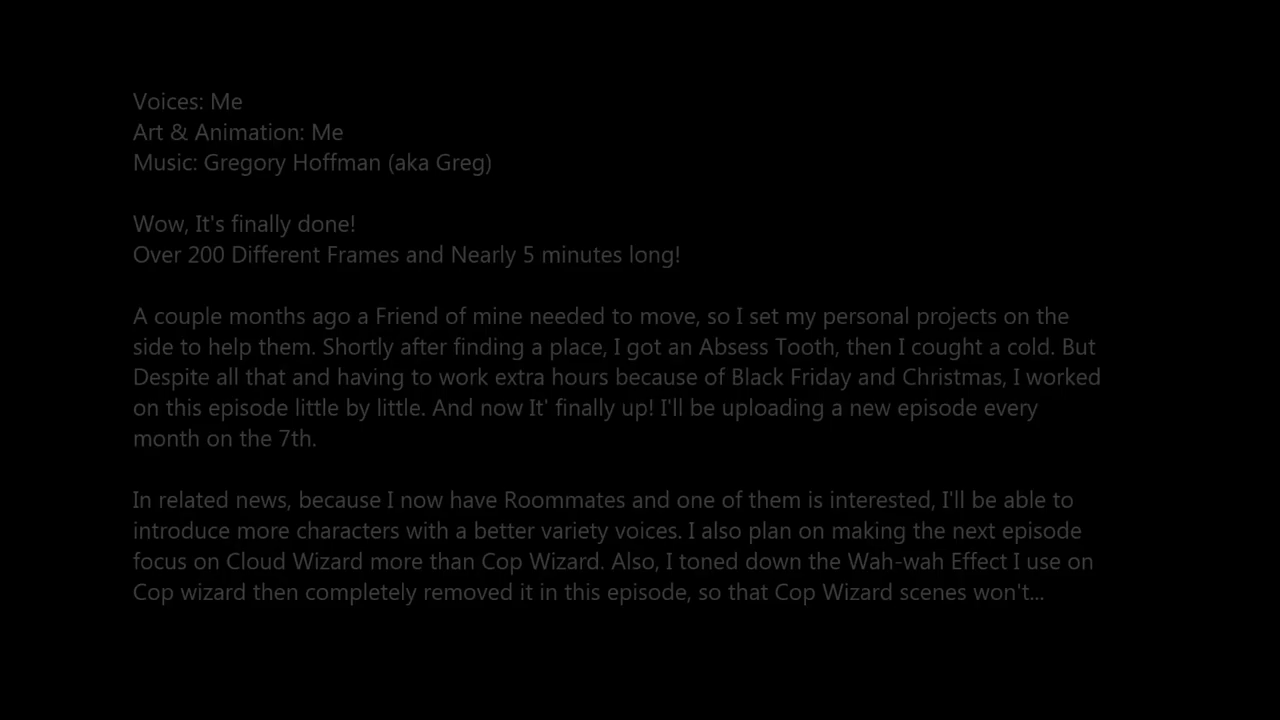 Voices: Me
Art & Animation: Me
Music: Gregory Hoffman (aka Greg)
Wow, It's finally done!
Over 200 Different Frames and Nearly 5 minutes long!
A couple months ago a Friend of mine needed to move, so I set my personal projects on the
side to help them. Shortly after finding a place, I got an Absess Tooth, then I cought a cold. But
Despite all that and having to work extra hours because of Black Friday and Christmas, I worked
on this episode little by little. And now It' finally up! I'll be uploading a new episode every
month on the 7th.
In related news, because I now have Roommates and one of them is interested, I'll be able to
introduce more characters with a better variety voices. I also plan on making the next episode
focus on Cloud Wizard more than Cop Wizard. Also, I toned down the Wah-wah Effect I use on
Cop wizard then completely removed it in this episode, so that Cop Wizard scenes won't...